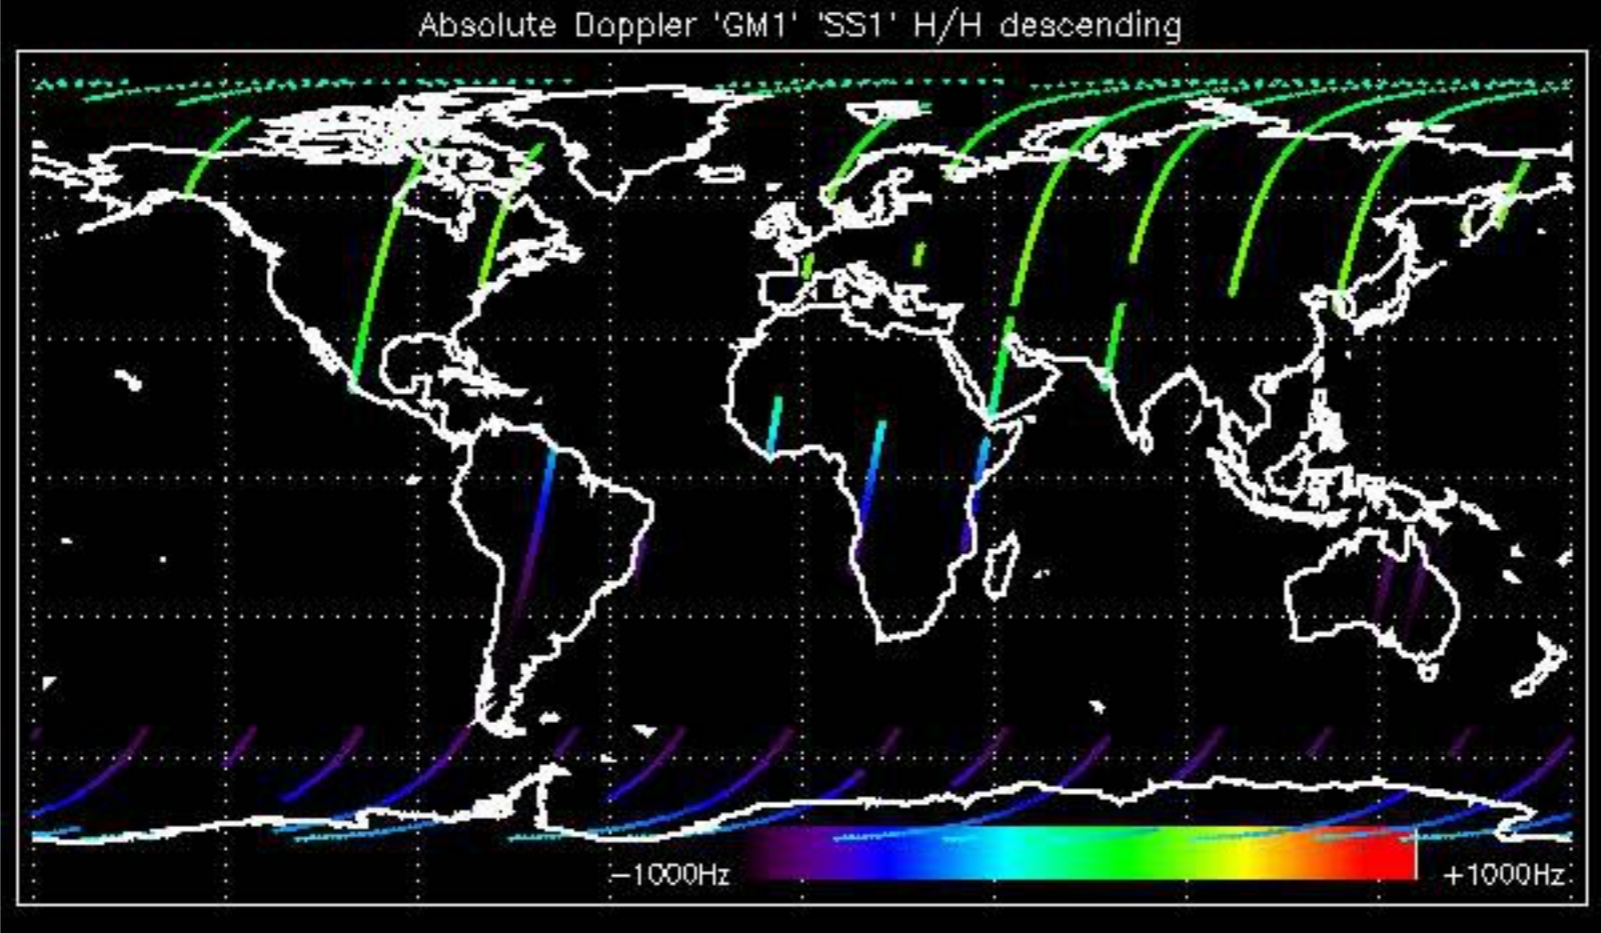 Absolute Doppler 'GM1' 'SS1' H/H descending
−1000Hz +1000Hz